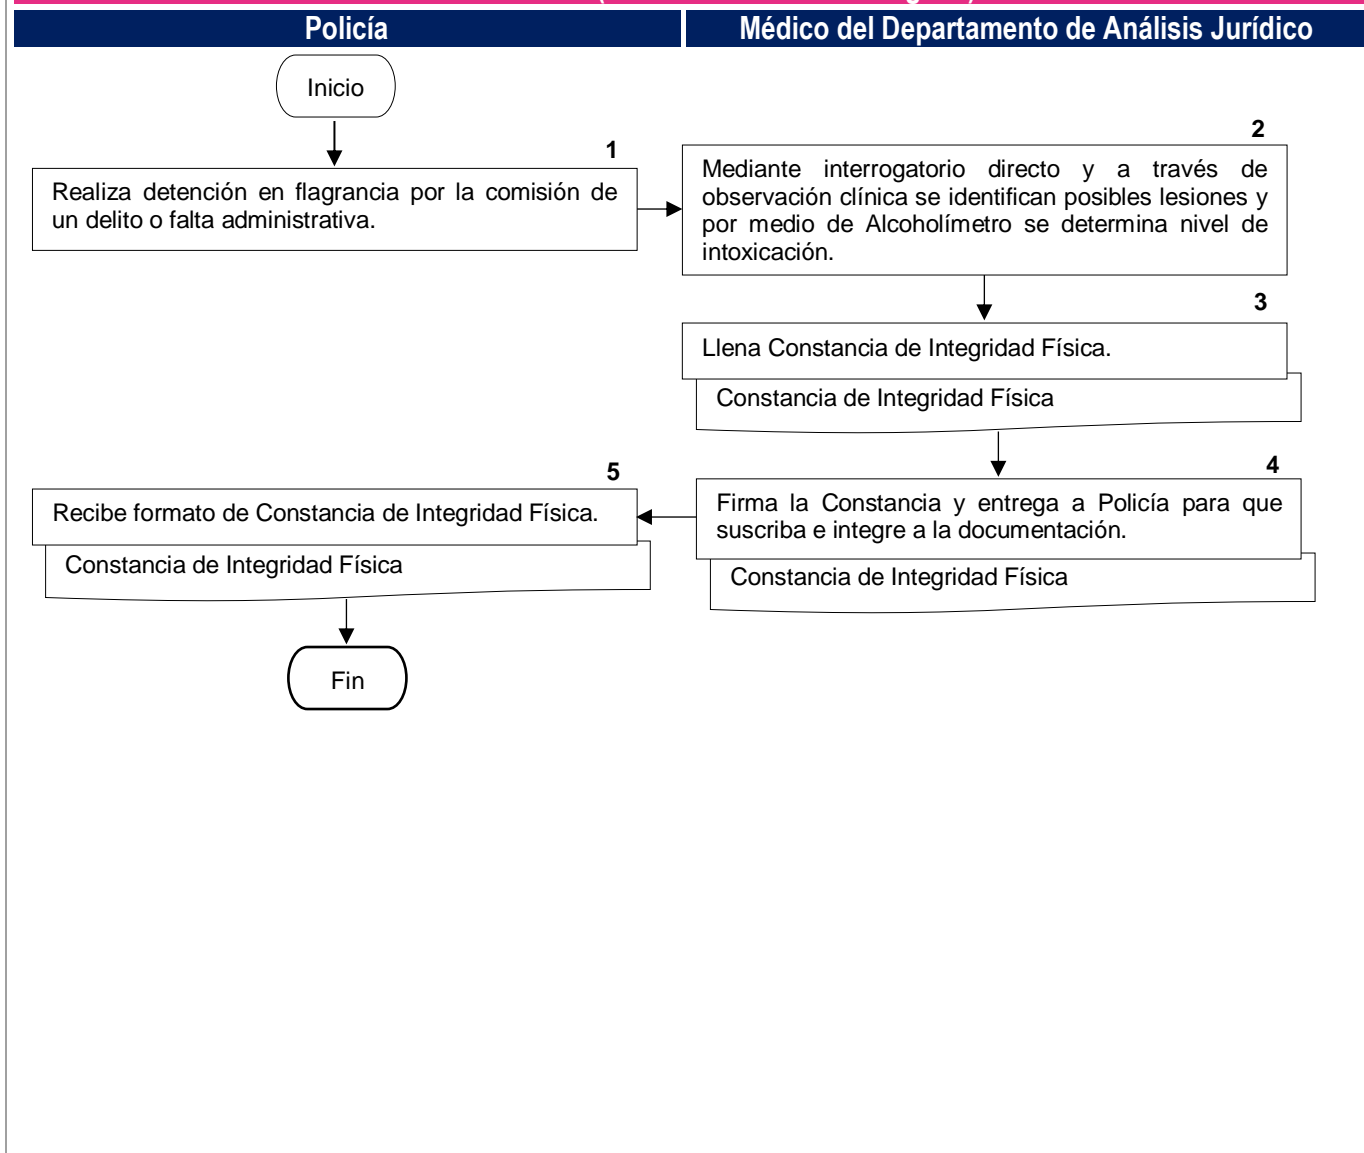 Policía
Médico del Departamento de Análisis Jurídico
Inicio
1
Realiza detención en flagrancia por la comisión de
un delito o falta administrativa.
2
Mediante interrogatorio directo y a través de
observación clínica se identifican posibles lesiones y
por medio de Alcoholímetro se determina nivel de
intoxicación.
3
Llena Constancia de Integridad Física.
Constancia de Integridad Física
4
Firma la Constancia y entrega a Policía para que
suscriba e integre a la documentación.
Constancia de Integridad Física
5
Recibe formato de Constancia de Integridad Física.
Constancia de Integridad Física
Fin